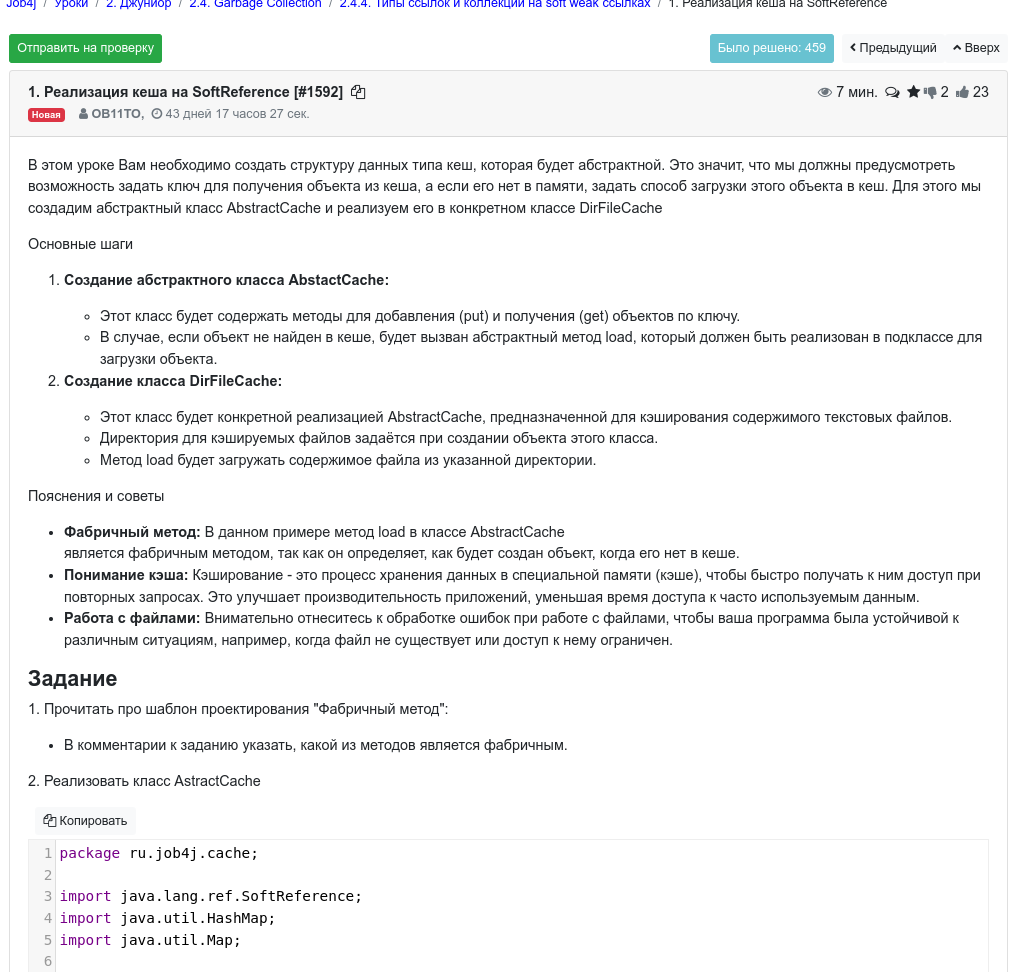 Job4j / Уроки / 2. Джуниор / 2.4. Garbage Collection / 2.4.4. Типы ссылок и коллекции на soft weak ссылках / 1. Реализация кеша на SoftReference
Отправить на проверку
Было решено: 459
Предыдущий
Вверх
1. Реализация кеша на SoftReference [#1592]
7 мин. 2 23
Новая OB11TO, 43 дней 17 часов 27 сек.
В этом уроке Вам необходимо создать структуру данных типа кеш, которая будет абстрактной. Это значит, что мы должны предусмотреть
возможность задать ключ для получения объекта из кеша, а если его нет в памяти, задать способ загрузки этого объекта в кеш. Для этого мы
создадим абстрактный класс AbstractCache и реализуем его в конкретном классе DirFileCache
Основные шаги
1. Создание абстрактного класса AbstactCache:
◦ Этот класс будет содержать методы для добавления (put) и получения (get) объектов по ключу.
◦ В случае, если объект не найден в кеше, будет вызван абстрактный метод load, который должен быть реализован в подклассе для
загрузки объекта.
2. Создание класса DirFileCache:
◦ Этот класс будет конкретной реализацией AbstractCache, предназначенной для кэширования содержимого текстовых файлов.
◦ Директория для кэшируемых файлов задаётся при создании объекта этого класса.
◦ Метод load будет загружать содержимое файла из указанной директории.
Пояснения и советы
• Фабричный метод: В данном примере метод load в классе AbstractCache
является фабричным методом, так как он определяет, как будет создан объект, когда его нет в кеше.
• Понимание кэша: Кэширование - это процесс хранения данных в специальной памяти (кэше), чтобы быстро получать к ним доступ при
повторных запросах. Это улучшает производительность приложений, уменьшая время доступа к часто используемым данным.
• Работа с файлами: Внимательно отнеситесь к обработке ошибок при работе с файлами, чтобы ваша программа была устойчивой к
различным ситуациям, например, когда файл не существует или доступ к нему ограничен.
Задание
1. Прочитать про шаблон проектирования "Фабричный метод":
• В комментарии к заданию указать, какой из методов является фабричным.
2. Реализовать класс AstractCache
Копировать
1 package ru.job4j.cache;
2
3 import java.lang.ref.SoftReference;
4 import java.util.HashMap;
5 import java.util.Map;
6